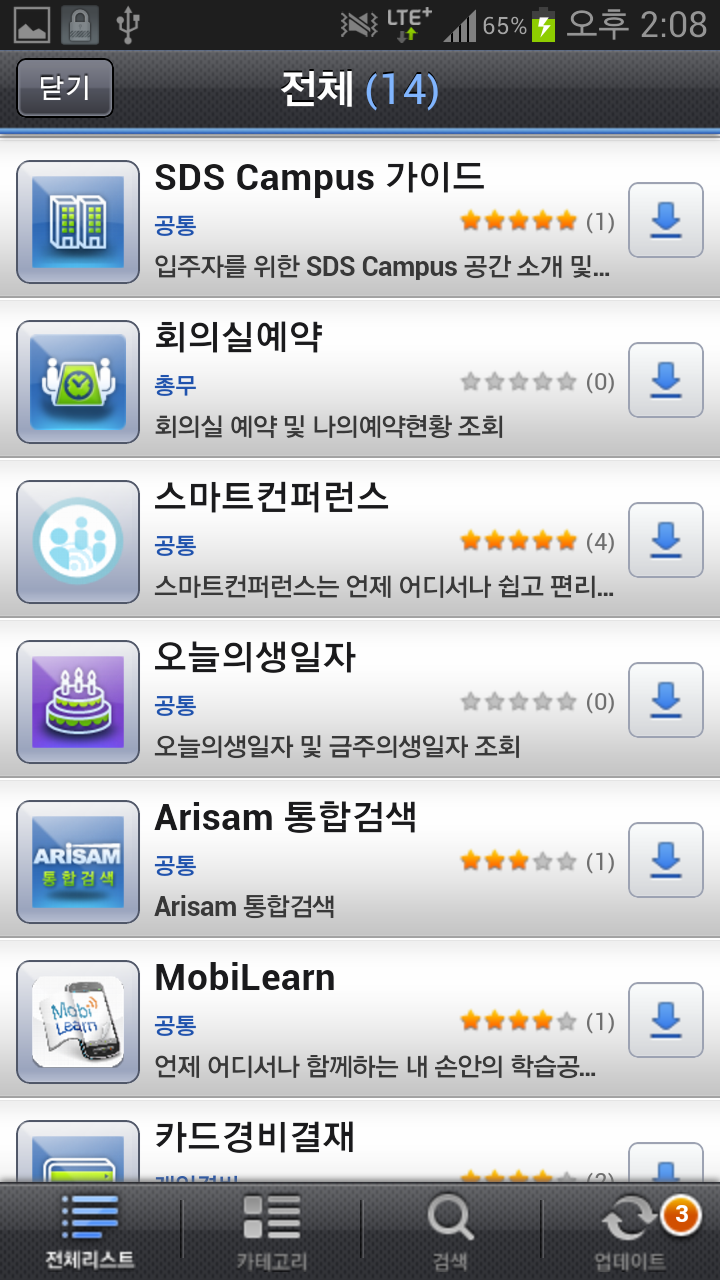 LTE+ 65% 오후 2:08
닫기 전체 (14)
SDS Campus 가이드
공통 (1)
입주자를 위한 SDS Campus 공간 소개 및...
회의실예약
총무 (0)
회의실 예약 및 나의예약현황 조회
스마트컨퍼런스
공통 (4)
스마트컨퍼런스는 언제 어디서나 쉽고 편리...
오늘의생일자
공통 (0)
오늘의생일자 및 금주의생일자 조회
Arisam 통합검색
ARiSAM
통합검색
공통 (1)
Arisam 통합검색
MobiLearn
Mobi
Learn
공통 (1)
언제 어디서나 함께하는 내 손안의 학습공...
카드경비결재
3
전체리스트 카테고리 검색 업데이트